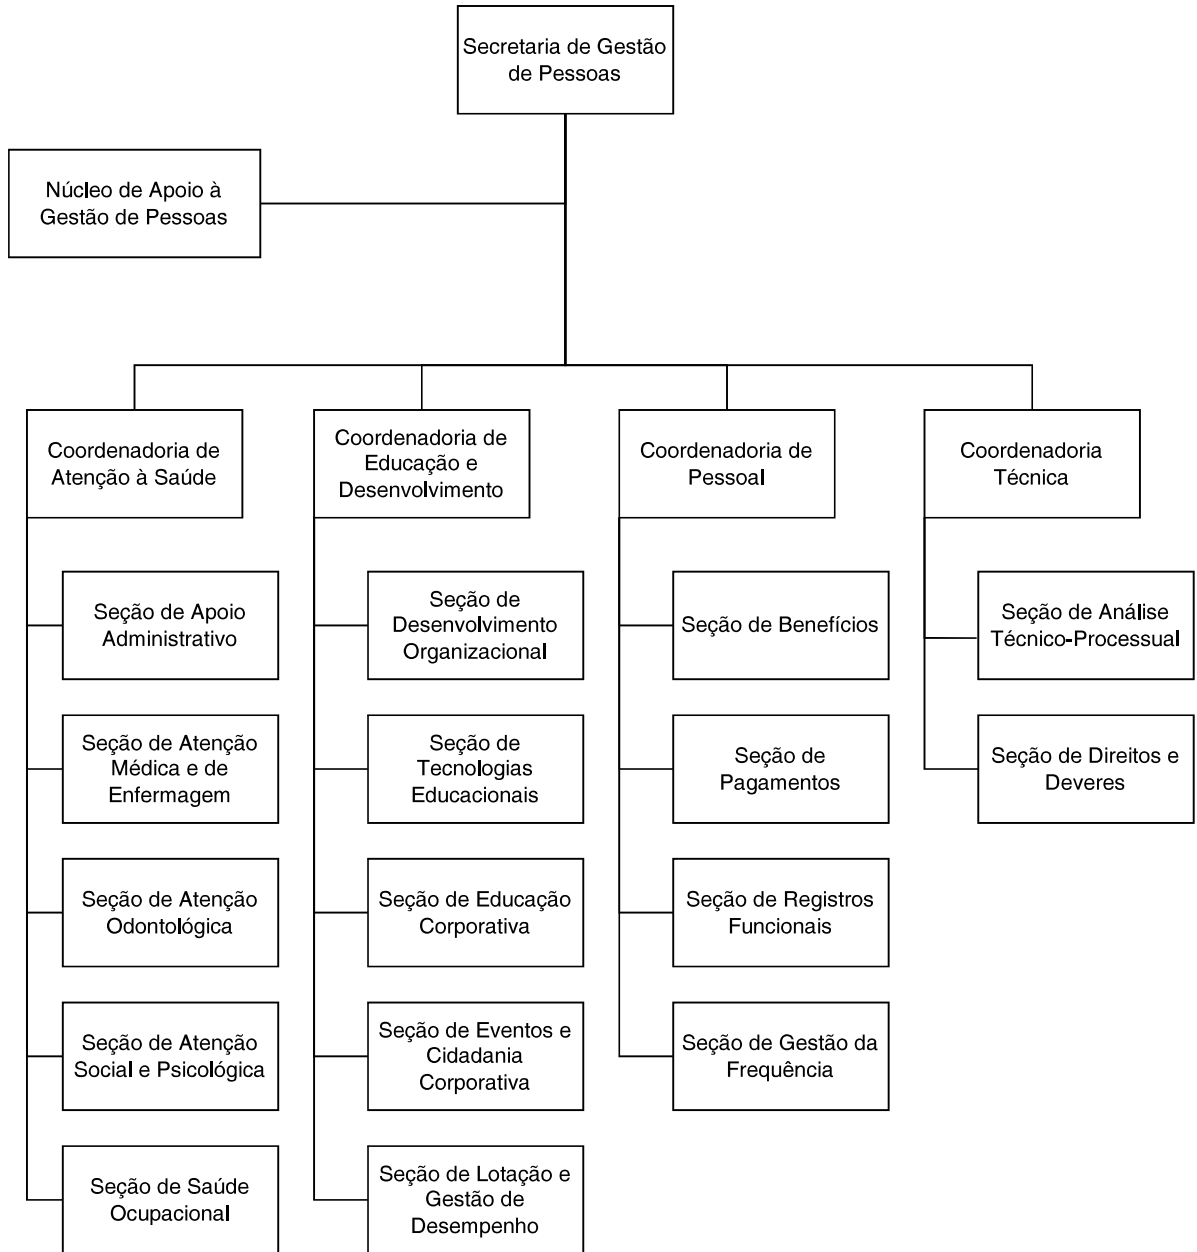 Secretaria de Gestão
de Pessoas
Núcleo de Apoio à
Gestão de Pessoas
Coordenadoria de
Atenção à Saúde
Seção de Apoio
Administrativo
Seção de Atenção
Médica e de
Enfermagem
Seção de Atenção
Odontológica
Seção de Atenção
Social e Psicológica
Seção de Saúde
Ocupacional
Coordenadoria de
Educação e
Desenvolvimento
Seção de
Desenvolvimento
Organizacional
Seção de
Tecnologias
Educacionais
Seção de Educação
Corporativa
Seção de Eventos e
Cidadania
Corporativa
Seção de Lotação e
Gestão de
Desempenho
Coordenadoria de
Pessoal
Seção de Benefícios
Seção de
Pagamentos
Seção de Registros
Funcionais
Seção de Gestão da
Frequência
Coordenadoria
Técnica
Seção de Análise
Técnico-Processual
Seção de Direitos e
Deveres